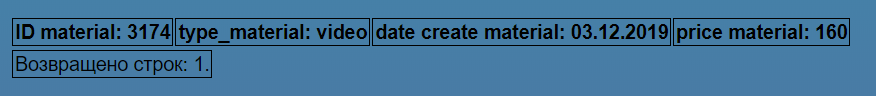 ID material: 3174 type_material: video date create material: 03.12.2019 price material: 160
Возвращено строк: 1.